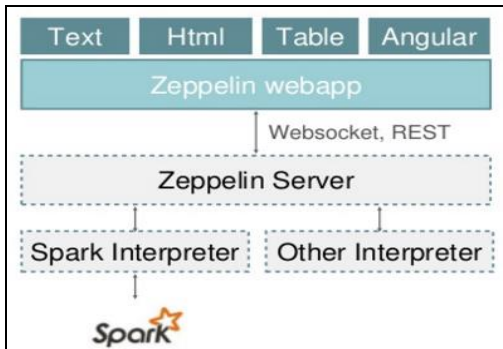 Text Html Table Angular
Zeppelin webapp
Websocket, REST
Zeppelin Server
Spark Interpreter Other Interpreter
Spark